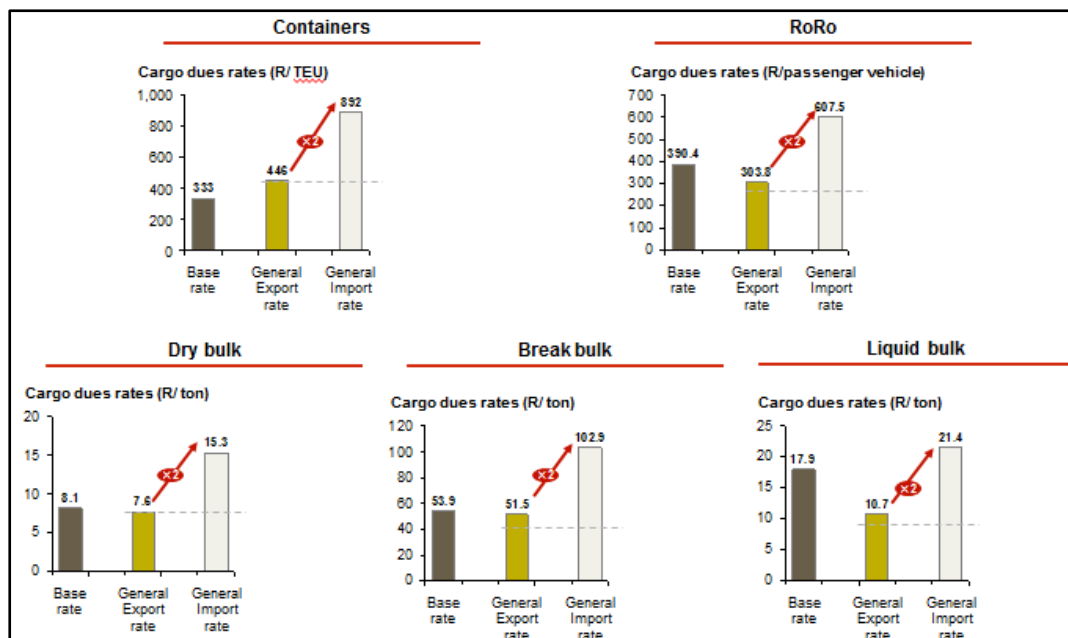 Containers
Cargo dues rates (R/ TEU)
1,000
800
600
400
200
0
333
446
892
×2
Base rate
General Export rate
General Import rate
RoRo
Cargo dues rates (R/passenger vehicle)
700
600
500
400
300
200
100
0
390.4
303.8
607.5
×2
Base rate
General Export rate
General Import rate
Dry bulk
Cargo dues rates (R/ ton)
20
15
10
5
0
8.1
7.6
15.3
×2
Base rate
General Export rate
General Import rate
Break bulk
Cargo dues rates (R/ ton)
120
100
80
60
40
20
0
53.9
51.5
102.9
×2
Base rate
General Export rate
General Import rate
Liquid bulk
Cargo dues rates (R/ ton)
25
20
15
10
5
0
17.9
10.7
21.4
×2
Base rate
General Export rate
General Import rate